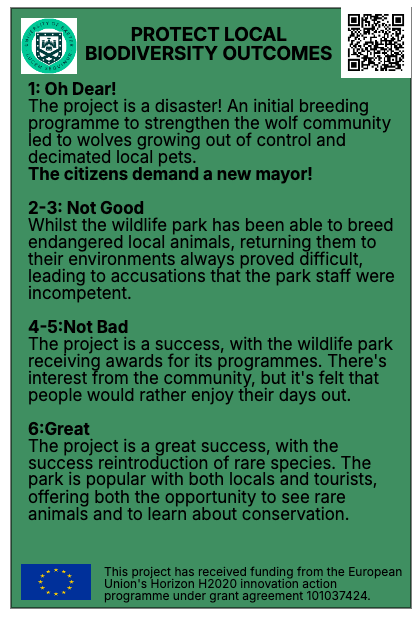 PROTECT LOCAL
BIODIVERSITY OUTCOMES
1: Oh Dear!
The project is a disaster! An initial breeding
programme to strengthen the wolf community
led to wolves growing out of control and
decimated local pets.
The citizens demand a new mayor!
2-3: Not Good
Whilst the wildlife park has been able to breed
endangered local animals, returning them to
their environments always proved difficult,
leading to accusations that the park staff were
incompetent.
4-5:Not Bad
The project is a success, with the wildlife park
receiving awards for its programmes. There's
interest from the community, but it's felt that
people would rather enjoy their days out.
6:Great
The project is a great success, with the
success reintroduction of rare species. The
park is popular with both locals and tourists,
offering both the opportunity to see rare
animals and to learn about conservation.
This project has received funding from the European
Union's Horizon H2020 innovation action
programme under grant agreement 101037424.